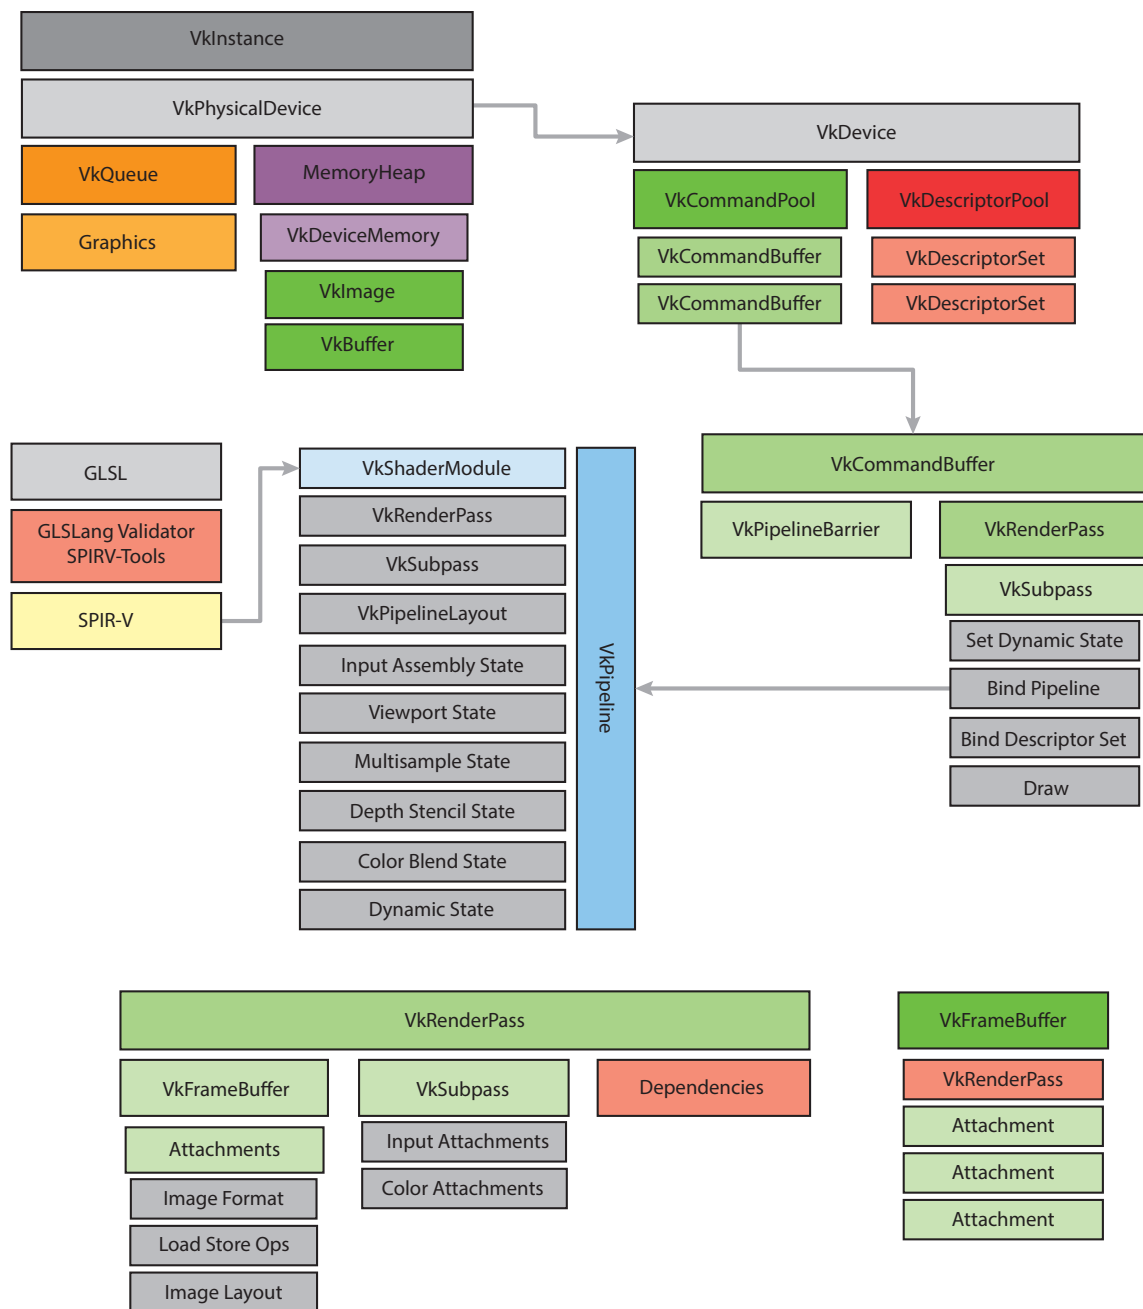 VkInstance
VkPhysicalDevice
VkQueue
Graphics
MemoryHeap
VkDeviceMemory
VkImage
VkBuffer
VkDevice
VkCommandPool
VkCommandBuffer
VkCommandBuffer
VkDescriptorPool
VkDescriptorSet
VkDescriptorSet
GLSL
GLSLang Validator
SPIRV-Tools
SPIR-V
VkShaderModule
VkRenderPass
VkSubpass
VkPipelineLayout
Input Assembly State
Viewport State
Multisample State
Depth Stencil State
Color Blend State
Dynamic State
VkPipeline
VkCommandBuffer
VkPipelineBarrier
VkRenderPass
VkSubpass
Set Dynamic State
Bind Pipeline
Bind Descriptor Set
Draw
VkRenderPass
VkFrameBuffer
Attachments
Image Format
Load Store Ops
Image Layout
VkSubpass
Input Attachments
Color Attachments
Dependencies
VkFrameBuffer
VkRenderPass
Attachment
Attachment
Attachment